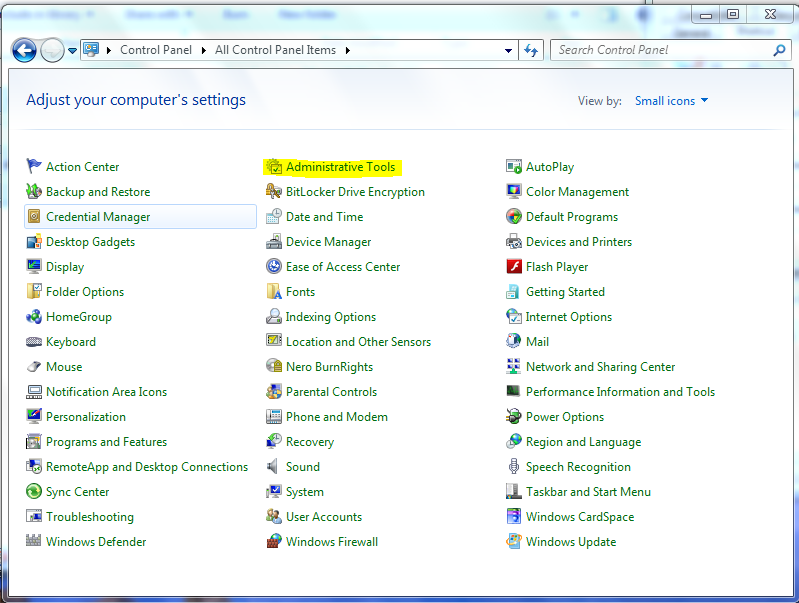 Control Panel All Control Panel Items
Search Control Panel
Adjust your computer's settings
View by: Small icons
Action Center
Administrative Tools
AutoPlay
Backup and Restore
BitLocker Drive Encryption
Color Management
Credential Manager
Date and Time
Default Programs
Desktop Gadgets
Device Manager
Devices and Printers
Display
Ease of Access Center
Flash Player
Folder Options
Fonts
Getting Started
HomeGroup
Indexing Options
Internet Options
Keyboard
Location and Other Sensors
Mail
Mouse
Nero BurnRights
Network and Sharing Center
Notification Area Icons
Parental Controls
Performance Information and Tools
Personalization
Phone and Modem
Power Options
Programs and Features
Recovery
Region and Language
RemoteApp and Desktop Connections
Sound
Speech Recognition
Sync Center
System
Taskbar and Start Menu
Troubleshooting
User Accounts
Windows CardSpace
Windows Defender
Windows Firewall
Windows Update